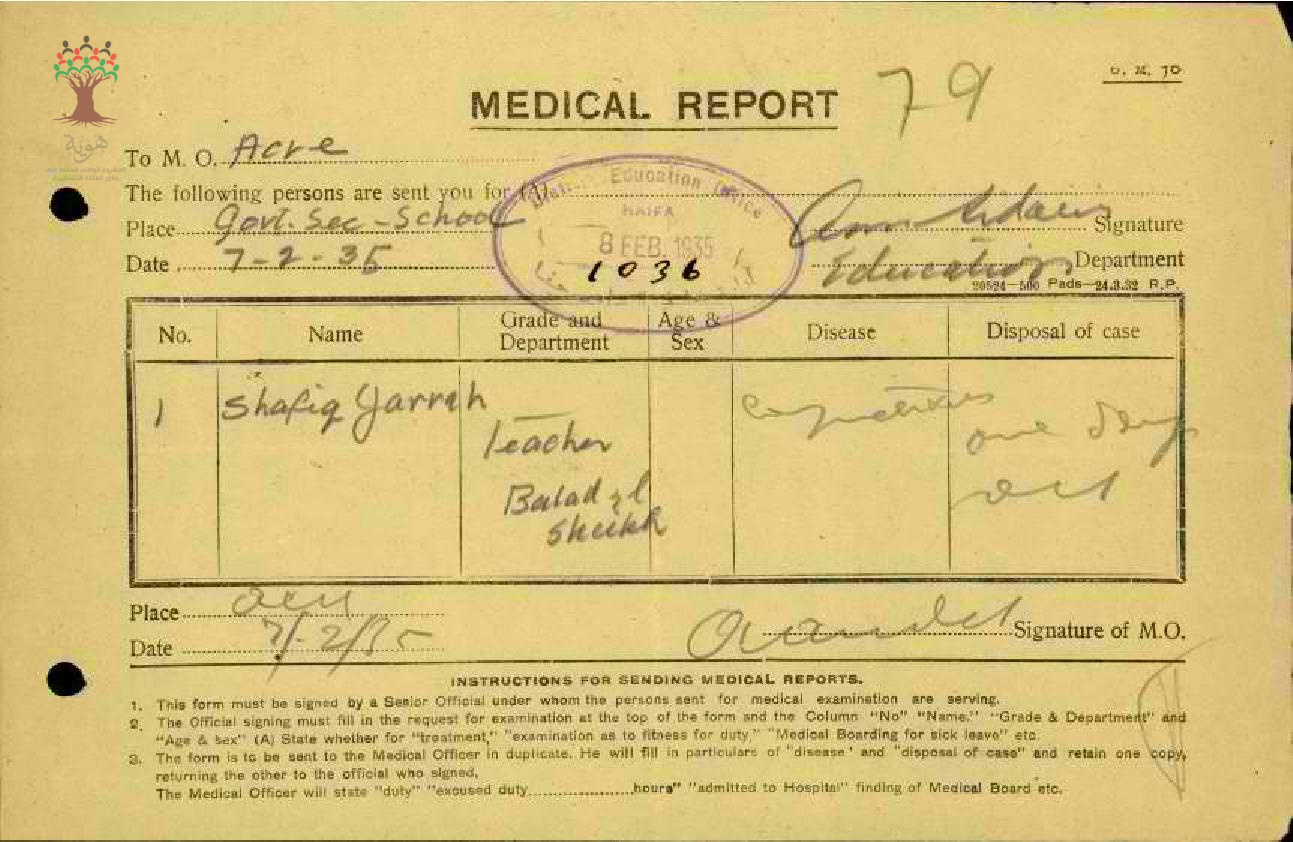 79
D. M. 10
MEDICAL REPORT
To M. O. Acre
The following persons are sent you for (A)
Place Govt. Sec-School
Signature
Date 7-2-35
Education Department
District Education Office
HAIFA
8 FEB. 1935
1036
20524—500 Pads—24.3.32 R.P.
No. Name Grade and Department Age & Sex Disease Disposal of case
1 Shafiq Jarrah Teacher Balad el Sheikh one day
هوية
Place
Date 7/2/35
Signature of M.O.
INSTRUCTIONS FOR SENDING MEDICAL REPORTS.
1. This form must be signed by a Senior Official under whom the persons sent for medical examination are serving.
2. The Official signing must fill in the request for examination at the top of the form and the Column "No" "Name," "Grade & Department" and
"Age & Sex" (A) State whether for "treatment," "examination as to fitness for duty," "Medical Boarding for sick leave" etc.
3. The form is to be sent to the Medical Officer in duplicate. He will fill in particulars of "disease' and "disposal of case" and retain one copy,
returning the other to the official who signed.
The Medical Officer will state "duty" "excused duty....................hours" "admitted to Hospital" finding of Medical Board etc.